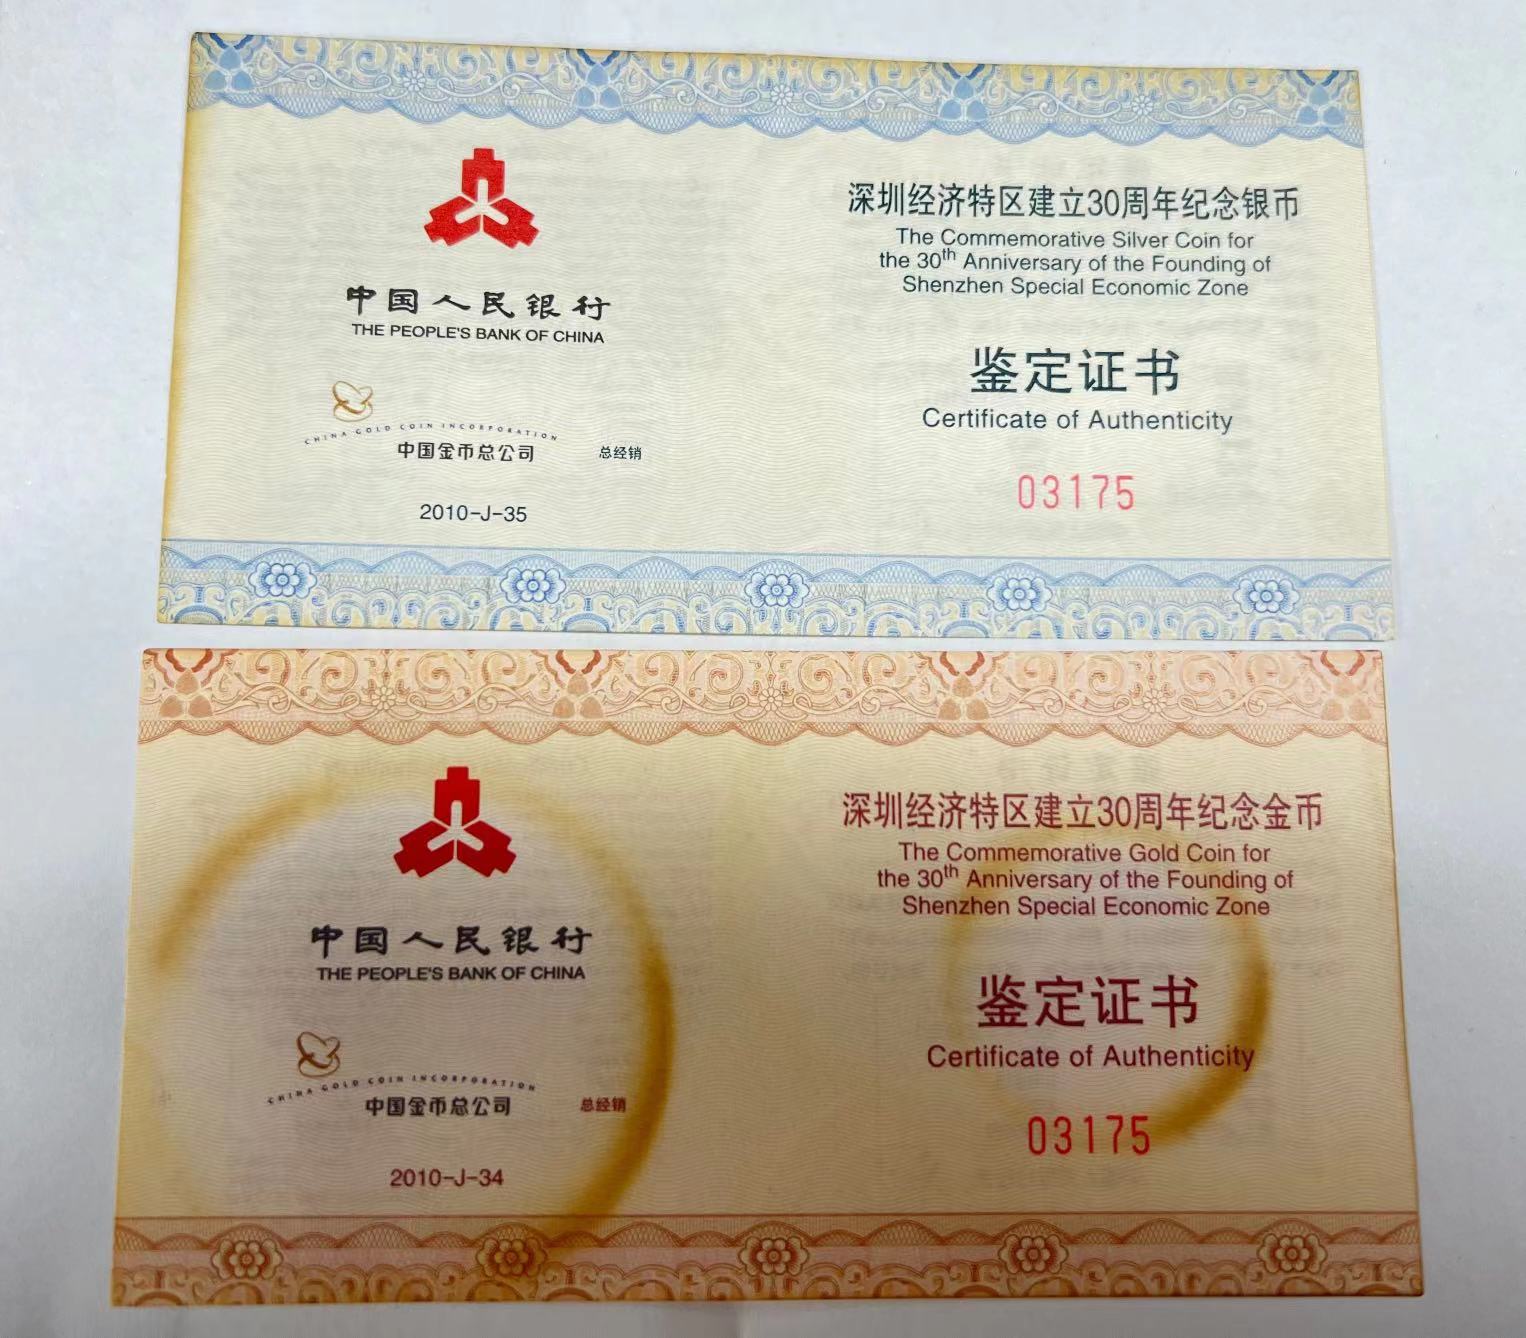 中国人民银行
THE PEOPLE'S BANK OF CHINA
CHINA GOLD COIN INCORPORATION
中国金币总公司 总经销
2010-J-35
深圳经济特区建立30周年纪念银币
The Commemorative Silver Coin for
the 30th Anniversary of the Founding of
Shenzhen Special Economic Zone
鉴定证书
Certificate of Authenticity
03175
中国人民银行
THE PEOPLE'S BANK OF CHINA
CHINA GOLD COIN INCORPORATION
中国金币总公司 总经销
2010-J-34
深圳经济特区建立30周年纪念金币
The Commemorative Gold Coin for
the 30th Anniversary of the Founding of
Shenzhen Special Economic Zone
鉴定证书
Certificate of Authenticity
03175